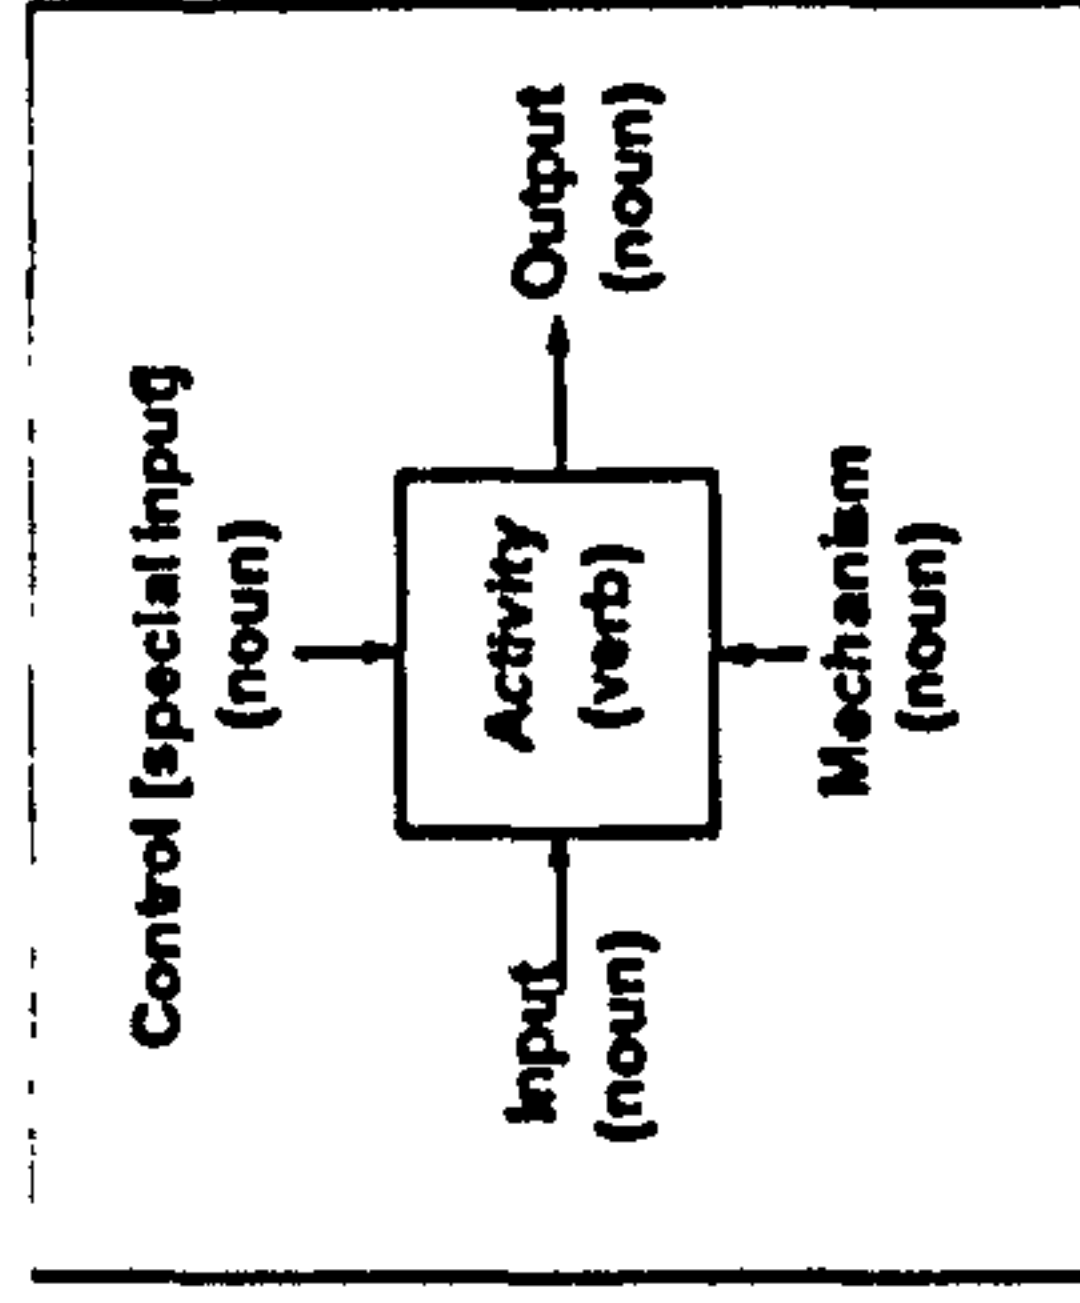 Control [special input]
(noun)
Input
(noun)
Activity
(verb)
Output
(noun)
Mechanism
(noun)